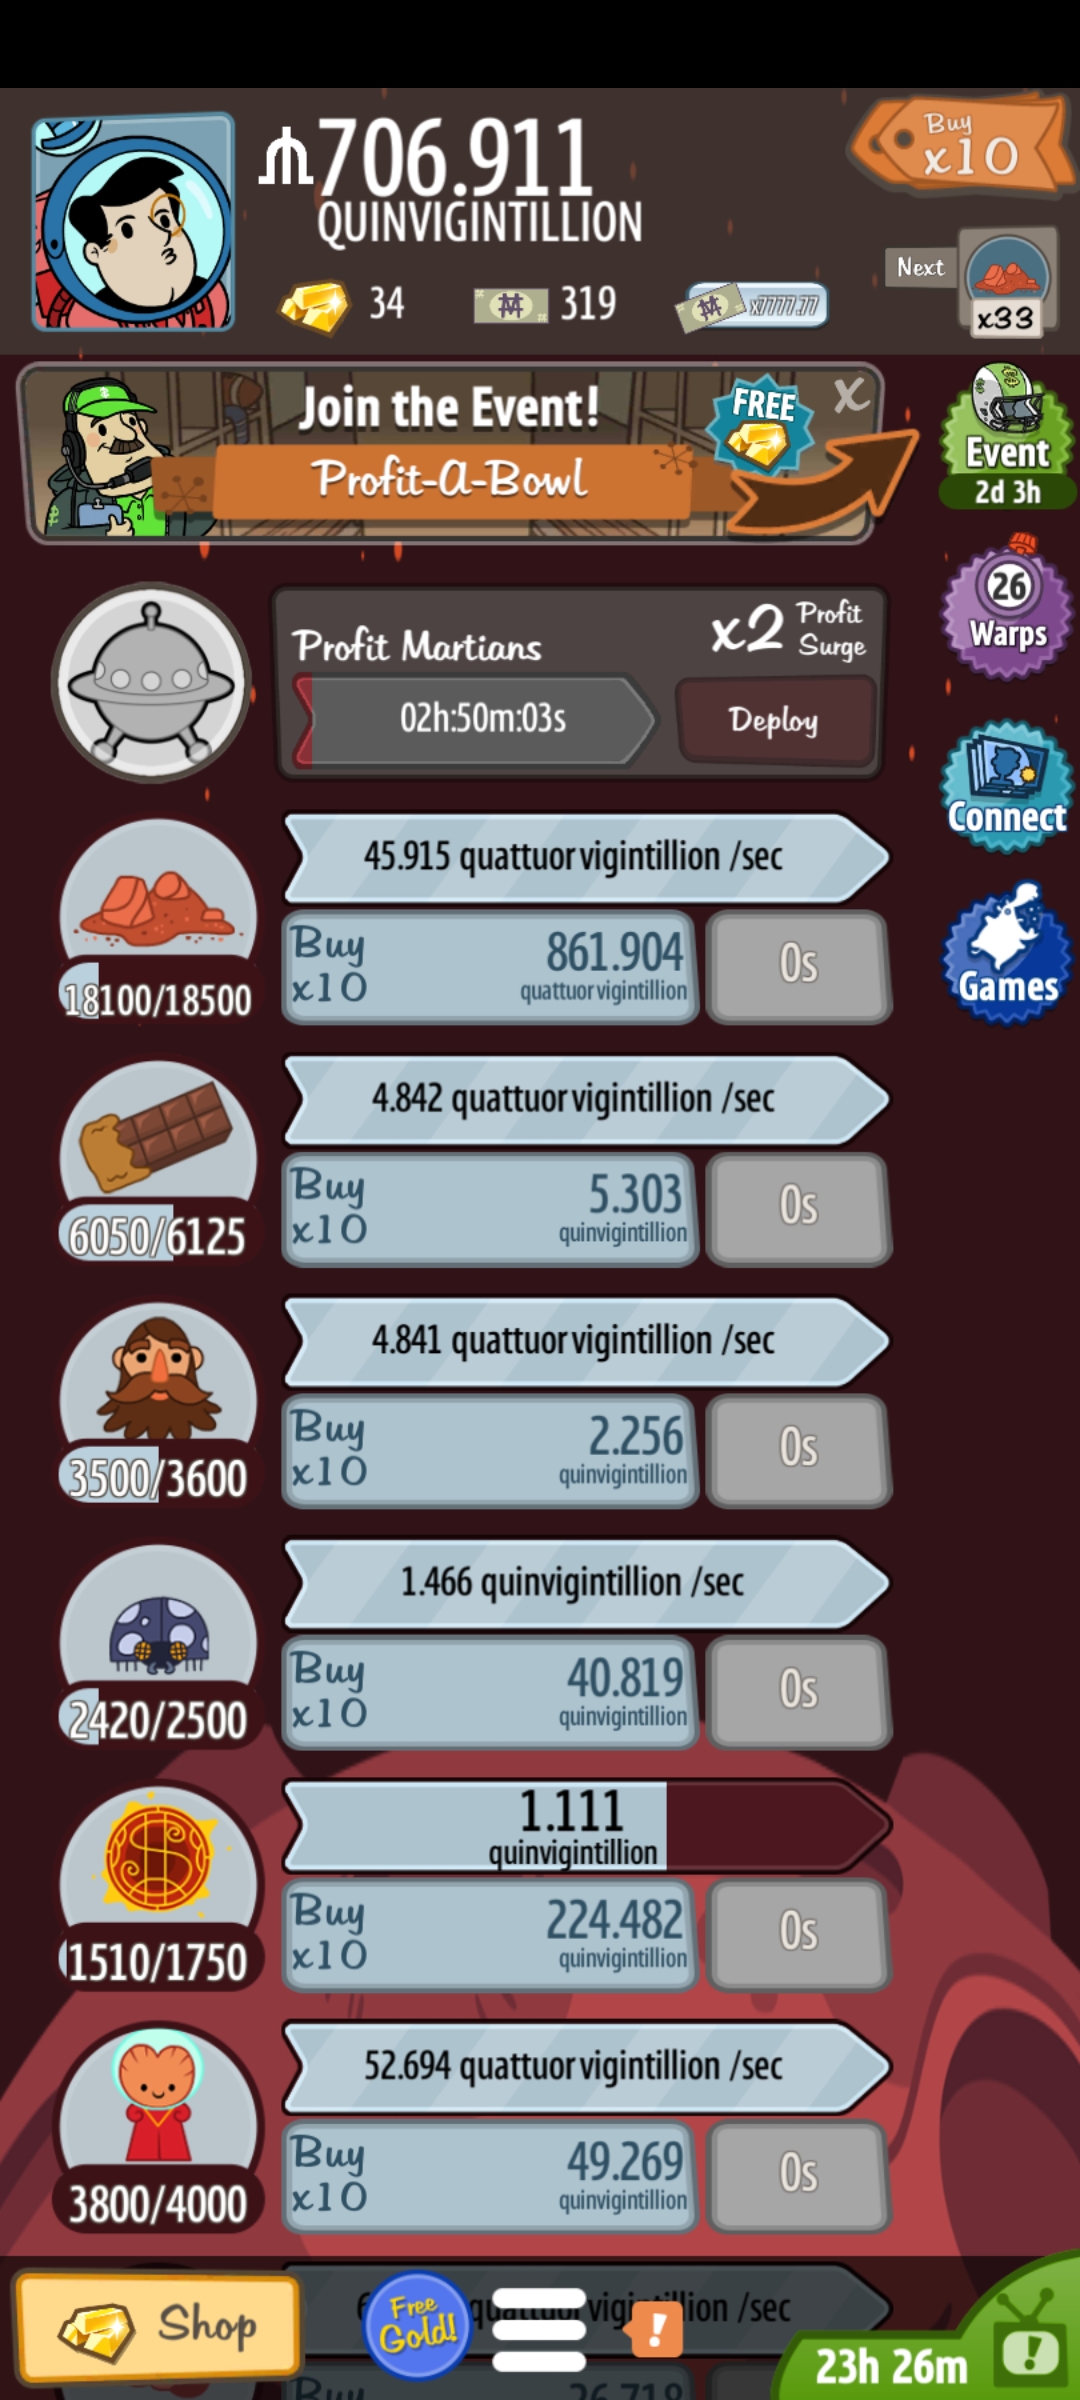 706.911
QUINVIGINTILLION
Buy
x10
34
319
x7777.77
Next
x33
Join the Event!
Profit-A-Bowl
FREE
X
Event
2d 3h
Profit Martians
x2 Profit Surge
02h:50m:03s
Deploy
26
Warps
Connect
Games
45.915 quattuorvigintillion /sec
18100/18500
Buy x10
861.904
quattuorvigintillion
0s
4.842 quattuorvigintillion /sec
6050/6125
Buy x10
5.303
quinvigintillion
0s
4.841 quattuorvigintillion /sec
3500/3600
Buy x10
2.256
quinvigintillion
0s
1.466 quinvigintillion /sec
2420/2500
Buy x10
40.819
quinvigintillion
0s
1.111
quinvigintillion
1510/1750
Buy x10
224.482
quinvigintillion
0s
52.694 quattuorvigintillion /sec
3800/4000
Buy x10
49.269
quinvigintillion
0s
Shop
Free Gold!
/sec
!
23h 26m
!
Buy
26.718